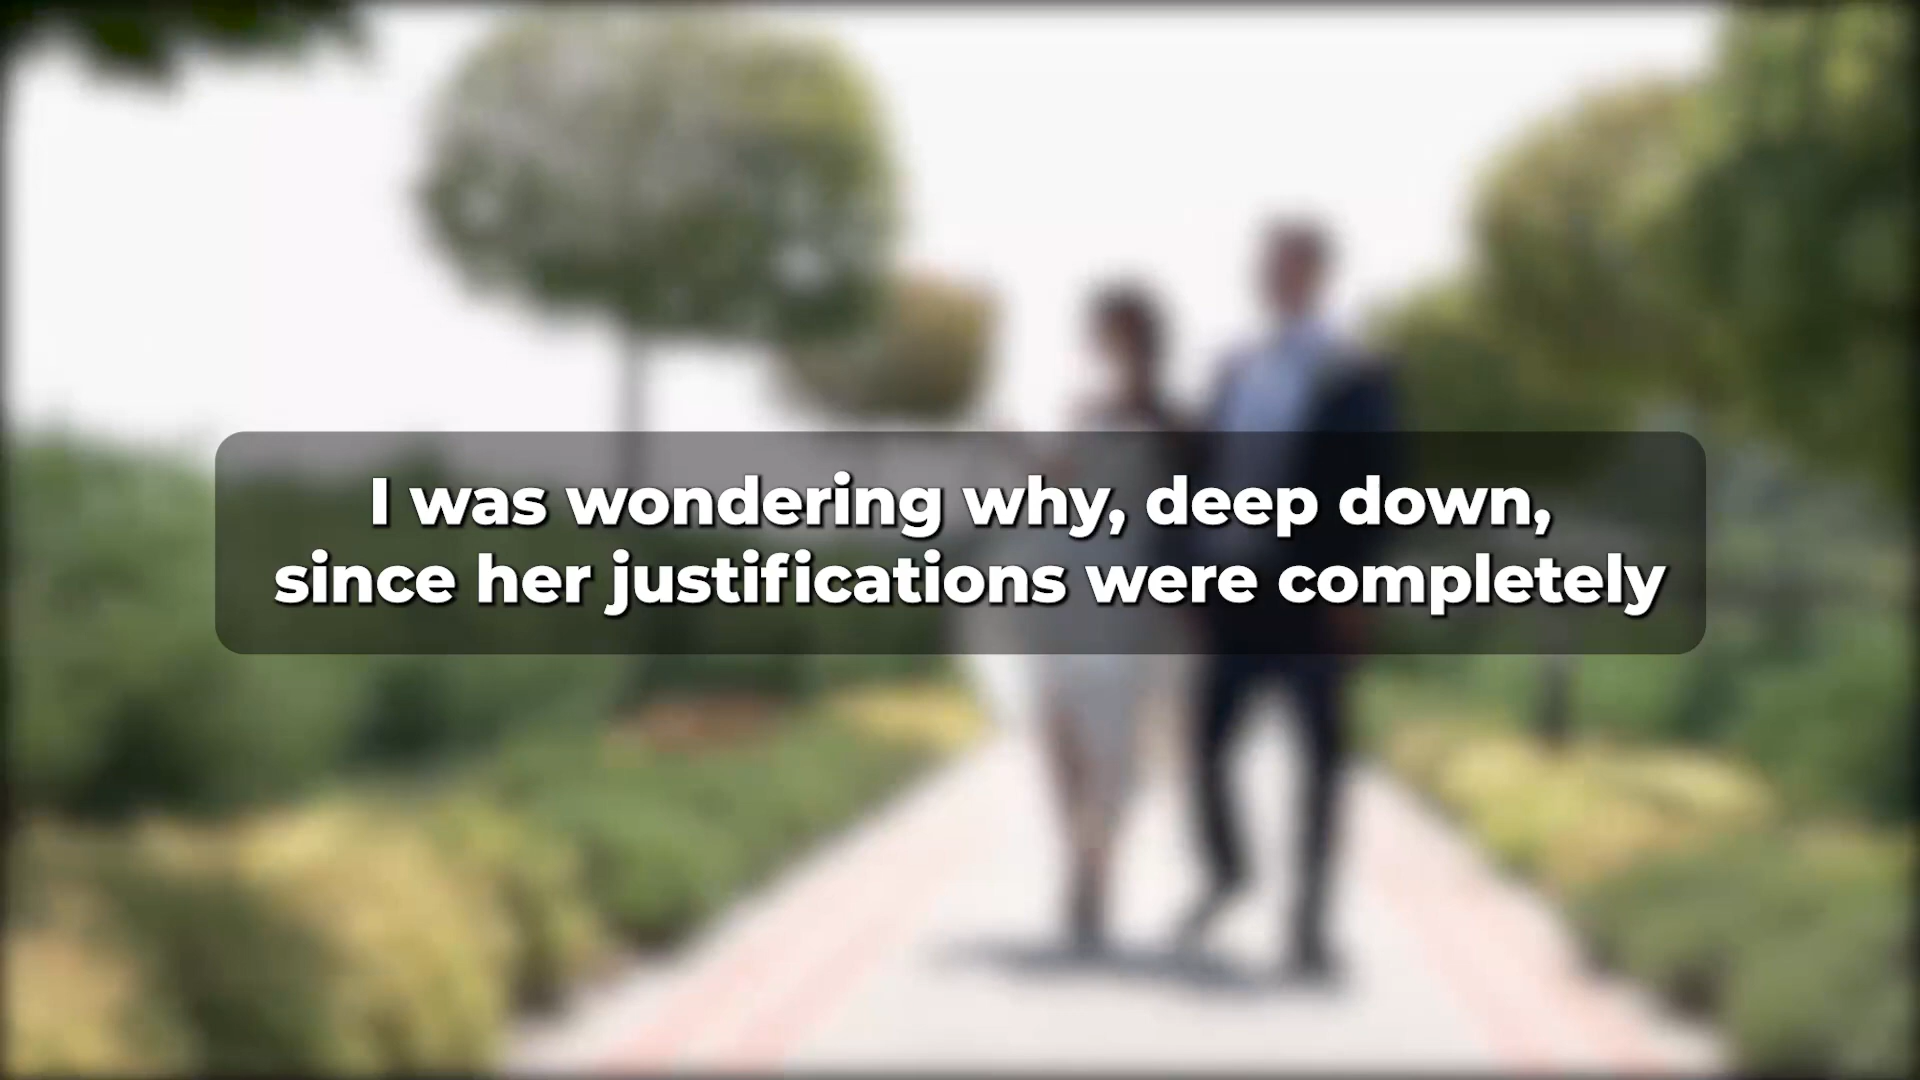 I was wondering why, deep down,
since her justifications were completely